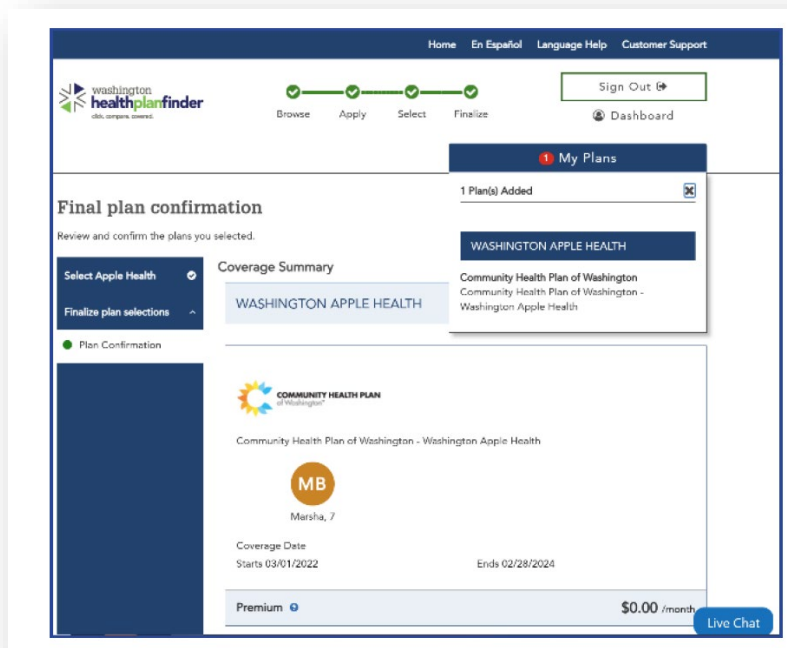 Home En Español Language Help Customer Support
washington
healthplanfinder
click. compare. covered.
Browse Apply Select Finalize
Sign Out
Dashboard
1 My Plans
1 Plan(s) Added
WASHINGTON APPLE HEALTH
Community Health Plan of Washington
Community Health Plan of Washington -
Washington Apple Health
Final plan confirmation
Review and confirm the plans you selected.
Select Apple Health
Finalize plan selections
Plan Confirmation
Coverage Summary
WASHINGTON APPLE HEALTH
COMMUNITY HEALTH PLAN
of Washington™
Community Health Plan of Washington - Washington Apple Health
MB
Marsha, 7
Coverage Date
Starts 03/01/2022 Ends 02/28/2024
Premium $0.00 /month
Live Chat